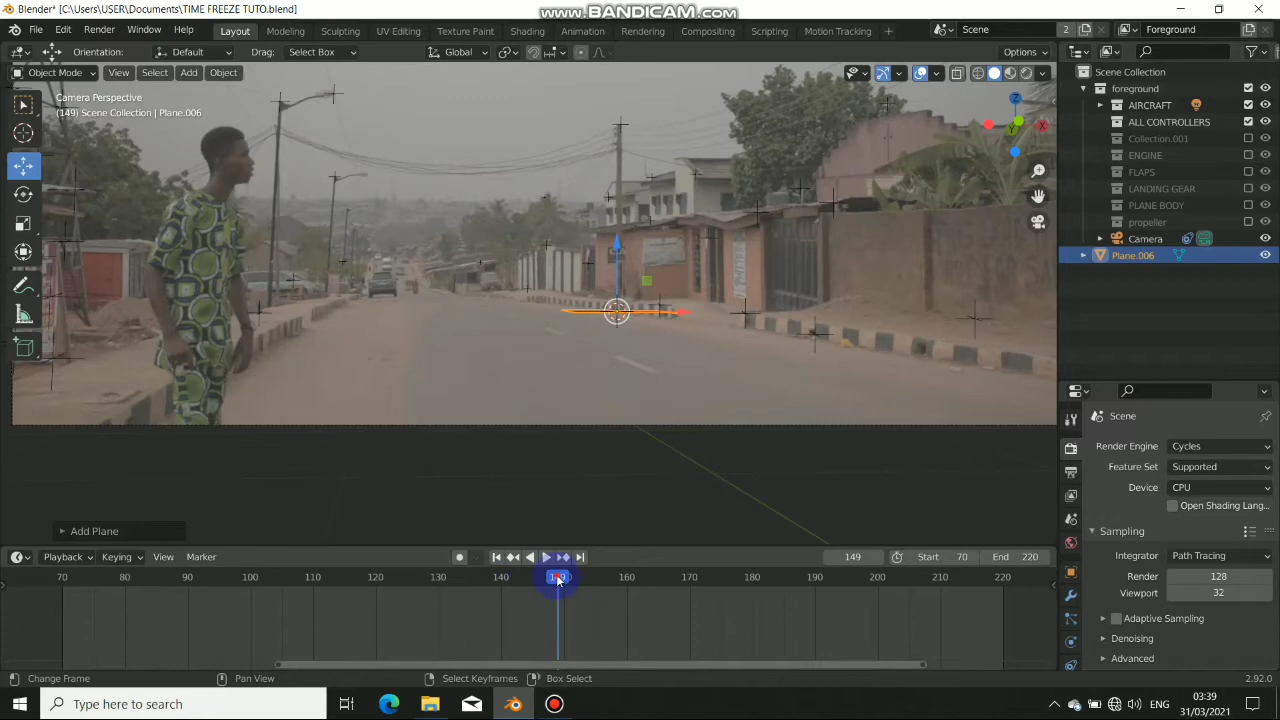 Blender* [C:\Users\USER\Documents\TIME FREEZE TUTO.blend]
www.BANDICAM.com
File Edit Render Window Help Layout Modeling Sculpting UV Editing Texture Paint Shading Animation Rendering Compositing Scripting Motion Tracking + Scene 2 Foreground
Orientation: Default Drag: Select Box Global Options
Object Mode View Select Add Object
Camera Perspective
(149) Scene Collection | Plane.006
X
Y
Z
Scene Collection
foreground
AIRCRAFT
ALL CONTROLLERS
Collection.001
ENGINE
FLAPS
LANDING GEAR
PLANE BODY
propeller
Camera
Plane.006
Scene
Render Engine Cycles
Feature Set Supported
Device CPU
Open Shading Lang...
Sampling
Integrator Path Tracing
Render 128
Viewport 32
Adaptive Sampling
Denoising
Advanced
Add Plane
Playback Keying View Marker 149 Start 70 End 220
70 80 90 100 110 120 130 140 149 160 170 180 190 200 210 220
Change Frame Pan View Select Keyframes Box Select 2.92.0
Type here to search
ENG
03:39
31/03/2021